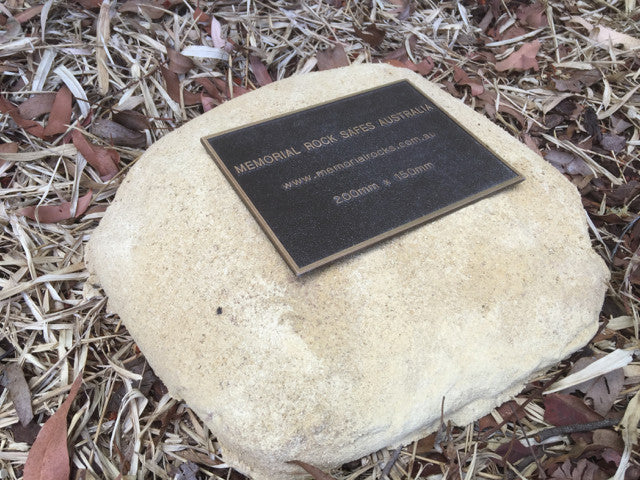 MEMORIAL ROCK SAFES AUSTRALIA
www.memorialrocks.com.au
200mm x 150mm